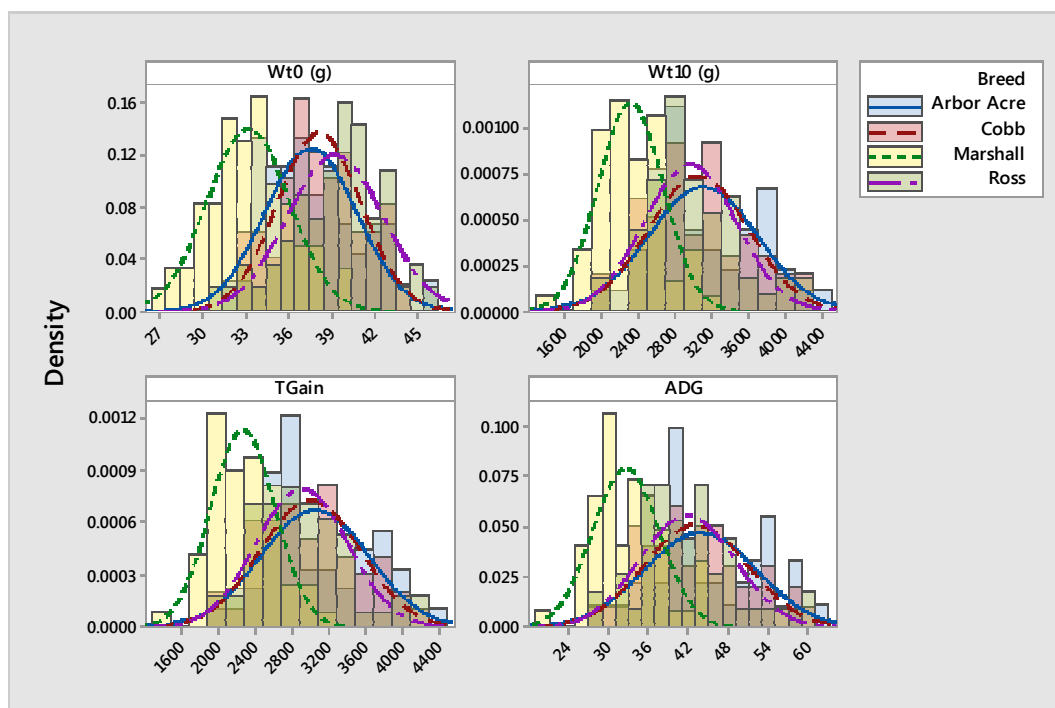 Wt0 (g)
0.16
0.12
0.08
0.04
0.00
27 30 33 36 39 42 45
Wt10 (g)
0.00100
0.00075
0.00050
0.00025
0.00000
1600 2000 2400 2800 3200 3600 4000 4400
Breed
Arbor Acre
Cobb
Marshall
Ross
Density
TGain
0.0012
0.0009
0.0006
0.0003
0.0000
1600 2000 2400 2800 3200 3600 4000 4400
ADG
0.100
0.075
0.050
0.025
0.000
24 30 36 42 48 54 60